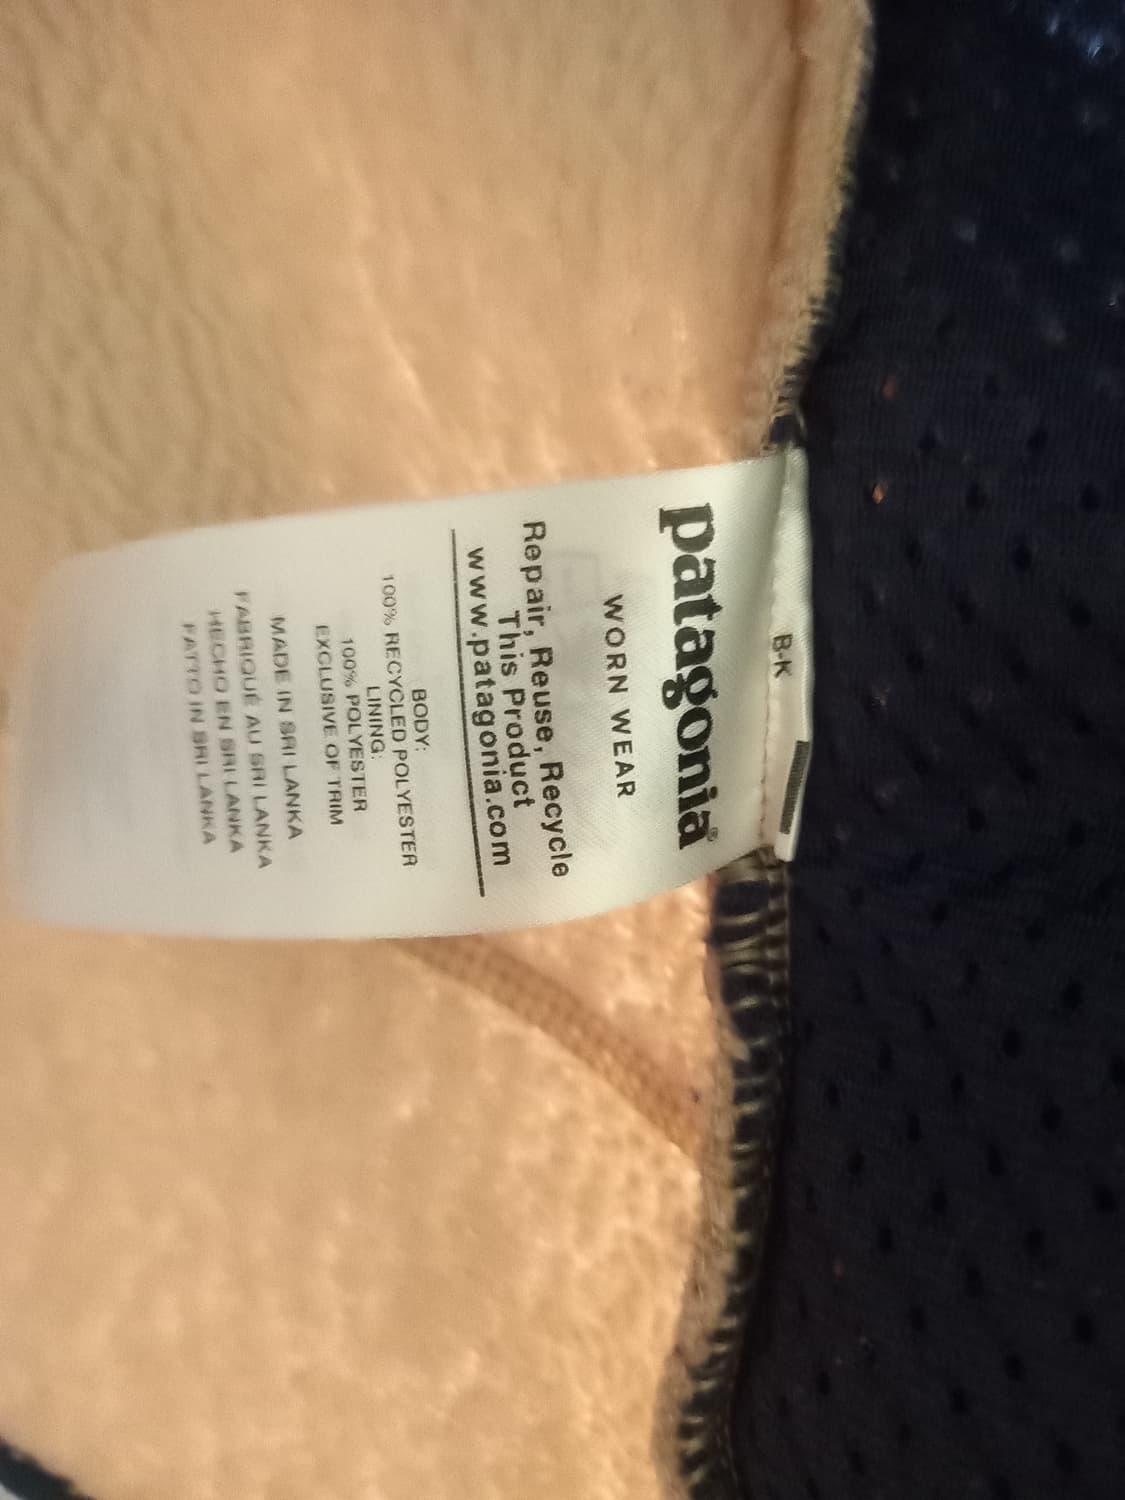 B-K
patagonia®
WORN WEAR
Repair, Reuse, Recycle
This Product
www.patagonia.com
BODY:
100% RECYCLED POLYESTER
LINING:
100% POLYESTER
EXCLUSIVE OF TRIM
MADE IN SRI LANKA
FABRIQUÉ AU SRI LANKA
HECHO EN SRI LANKA
FATTO IN SRI LANKA